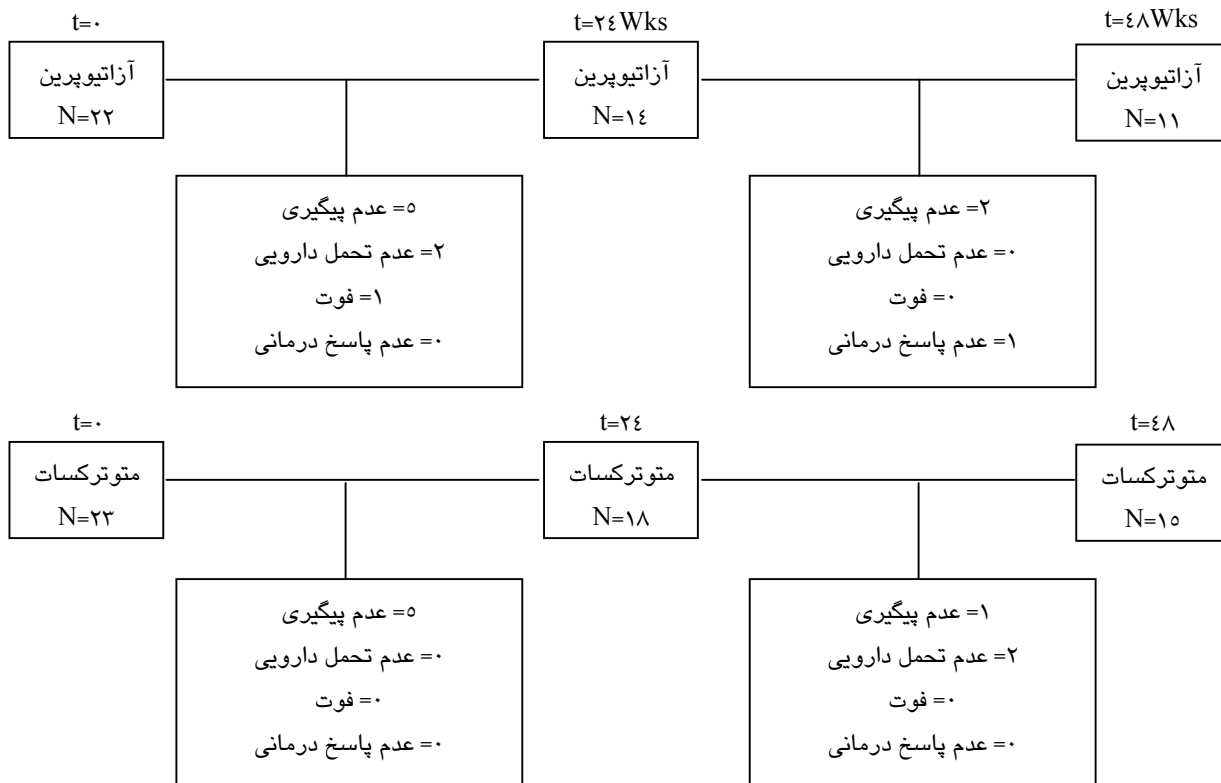 t=۰
t=۲٤Wks
t=٤۸Wks
آزاتیوپرین
N=۲۲
آزاتیوپرین
N=۱٤
آزاتیوپرین
N=۱۱
٥= عدم پیگیری
۲= عدم تحمل دارویی
۱= فوت
۰= عدم پاسخ درمانی
۲= عدم پیگیری
۰= عدم تحمل دارویی
۰= فوت
۱= عدم پاسخ درمانی
t=۰
t=۲٤
t=٤۸
متوترکسات
N=۲۳
متوترکسات
N=۱۸
متوترکسات
N=۱٥
٥= عدم پیگیری
۰= عدم تحمل دارویی
۰= فوت
۰= عدم پاسخ درمانی
۱= عدم پیگیری
۲= عدم تحمل دارویی
۰= فوت
۰= عدم پاسخ درمانی